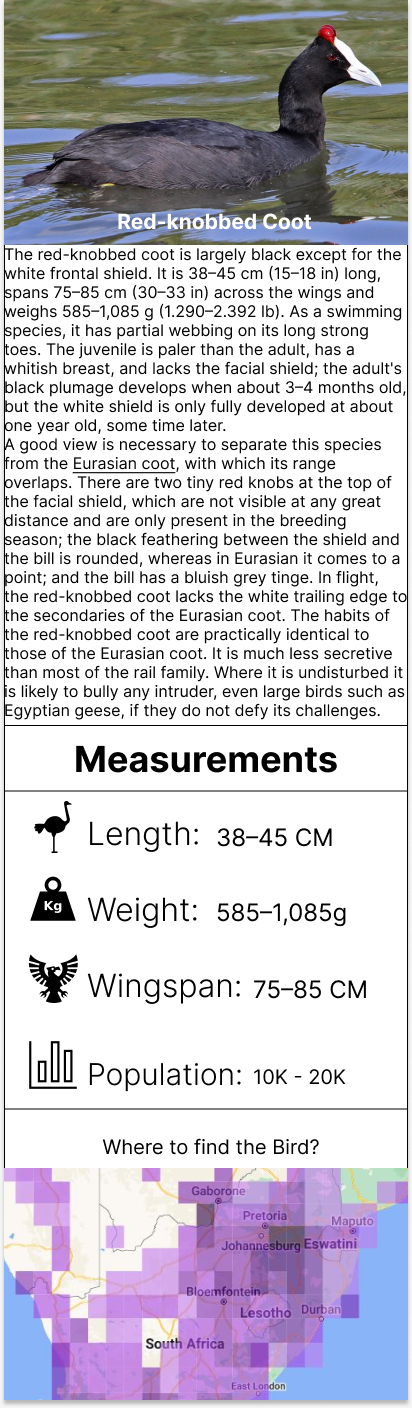 Red-knobbed Coot
The red-knobbed coot is largely black except for the
white frontal shield. It is 38–45 cm (15–18 in) long,
spans 75–85 cm (30–33 in) across the wings and
weighs 585–1,085 g (1.290–2.392 lb). As a swimming
species, it has partial webbing on its long strong
toes. The juvenile is paler than the adult, has a
whitish breast, and lacks the facial shield; the adult's
black plumage develops when about 3–4 months old,
but the white shield is only fully developed at about
one year old, some time later.
A good view is necessary to separate this species
from the Eurasian coot, with which its range
overlaps. There are two tiny red knobs at the top of
the facial shield, which are not visible at any great
distance and are only present in the breeding
season; the black feathering between the shield and
the bill is rounded, whereas in Eurasian it comes to a
point; and the bill has a bluish grey tinge. In flight,
the red-knobbed coot lacks the white trailing edge to
the secondaries of the Eurasian coot. The habits of
the red-knobbed coot are practically identical to
those of the Eurasian coot. It is much less secretive
than most of the rail family. Where it is undisturbed it
is likely to bully any intruder, even large birds such as
Egyptian geese, if they do not defy its challenges.
Measurements
Length: 38–45 CM
Kg Weight: 585–1,085g
Wingspan: 75–85 CM
Population: 10K - 20K
Where to find the Bird?
Gaborone
Pretoria
Maputo
Johannesburg Eswatini
Bloemfontein
Lesotho Durban
South Africa
East London